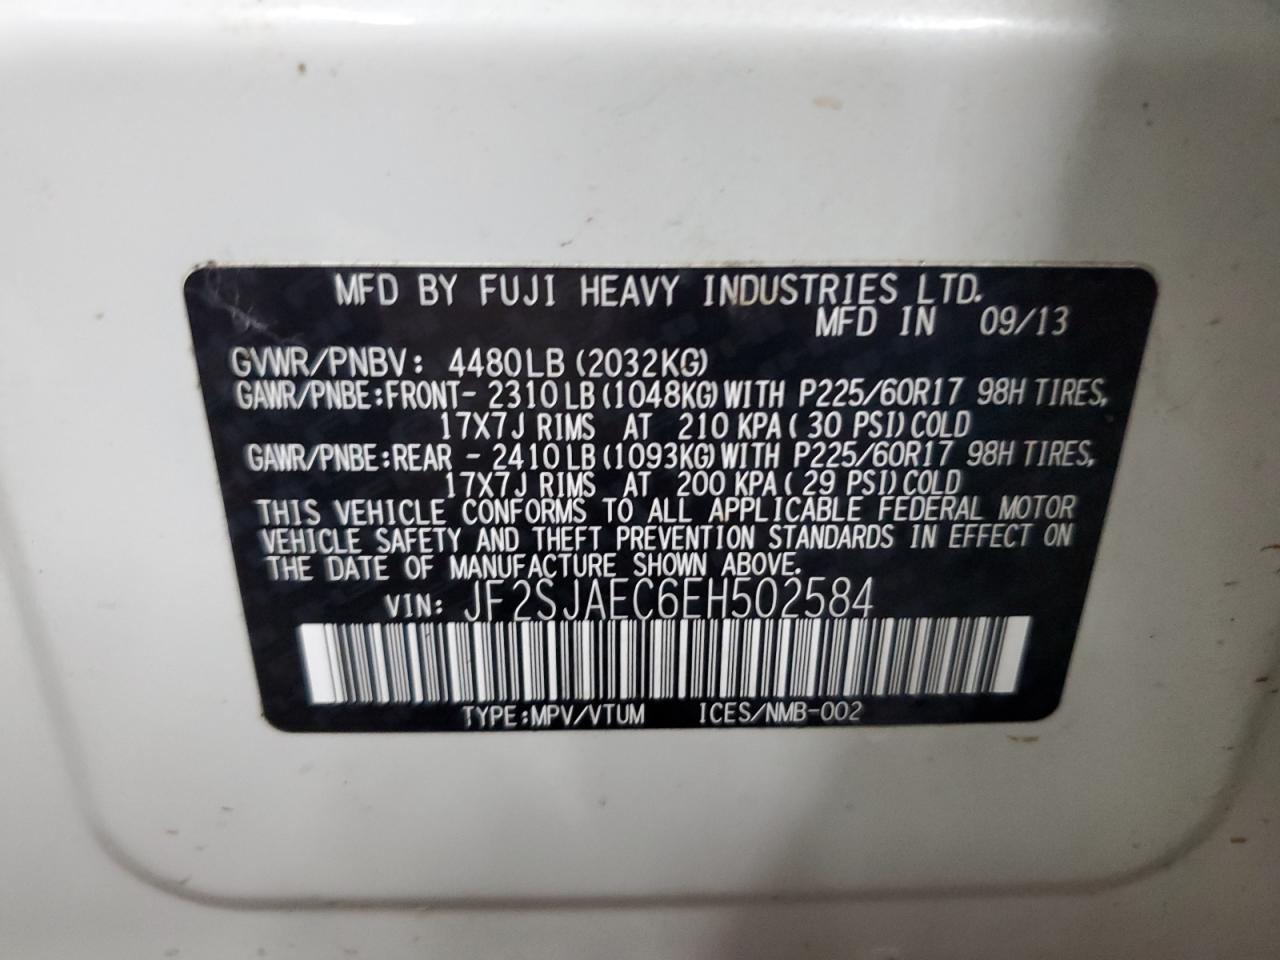 MFD BY FUJI HEAVY INDUSTRIES LTD.
MFD IN 09/13
GVWR/PNBV: 4480LB (2032KG)
GAWR/PNBE:FRONT- 2310 LB (1048KG) WITH P225/60R17 98H TIRES,
17X7J RIMS AT 210 KPA ( 30 PSI) COLD
GAWR/PNBE:REAR - 2410 LB (1093KG) WITH P225/60R17 98H TIRES,
17X7J RIMS AT 200 KPA ( 29 PSI) COLD
THIS VEHICLE CONFORMS TO ALL APPLICABLE FEDERAL MOTOR
VEHICLE SAFETY AND THEFT PREVENTION STANDARDS IN EFFECT ON
THE DATE OF MANUFACTURE SHOWN ABOVE.
VIN: JF2SJAEC6EH502584
TYPE:MPV/VTUM ICES/NMB-002